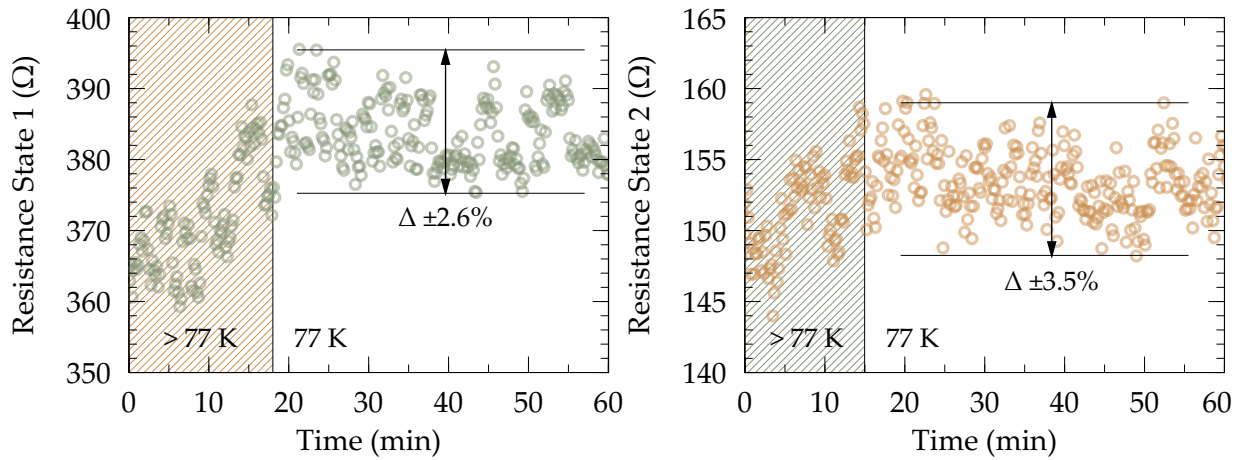 Resistance State 1 (Ω)
400
390
380
370
360
350
Δ ±2.6%
> 77 K
77 K
0 10 20 30 40 50 60
Time (min)
Resistance State 2 (Ω)
165
160
155
150
145
140
Δ ±3.5%
> 77 K
77 K
0 10 20 30 40 50 60
Time (min)